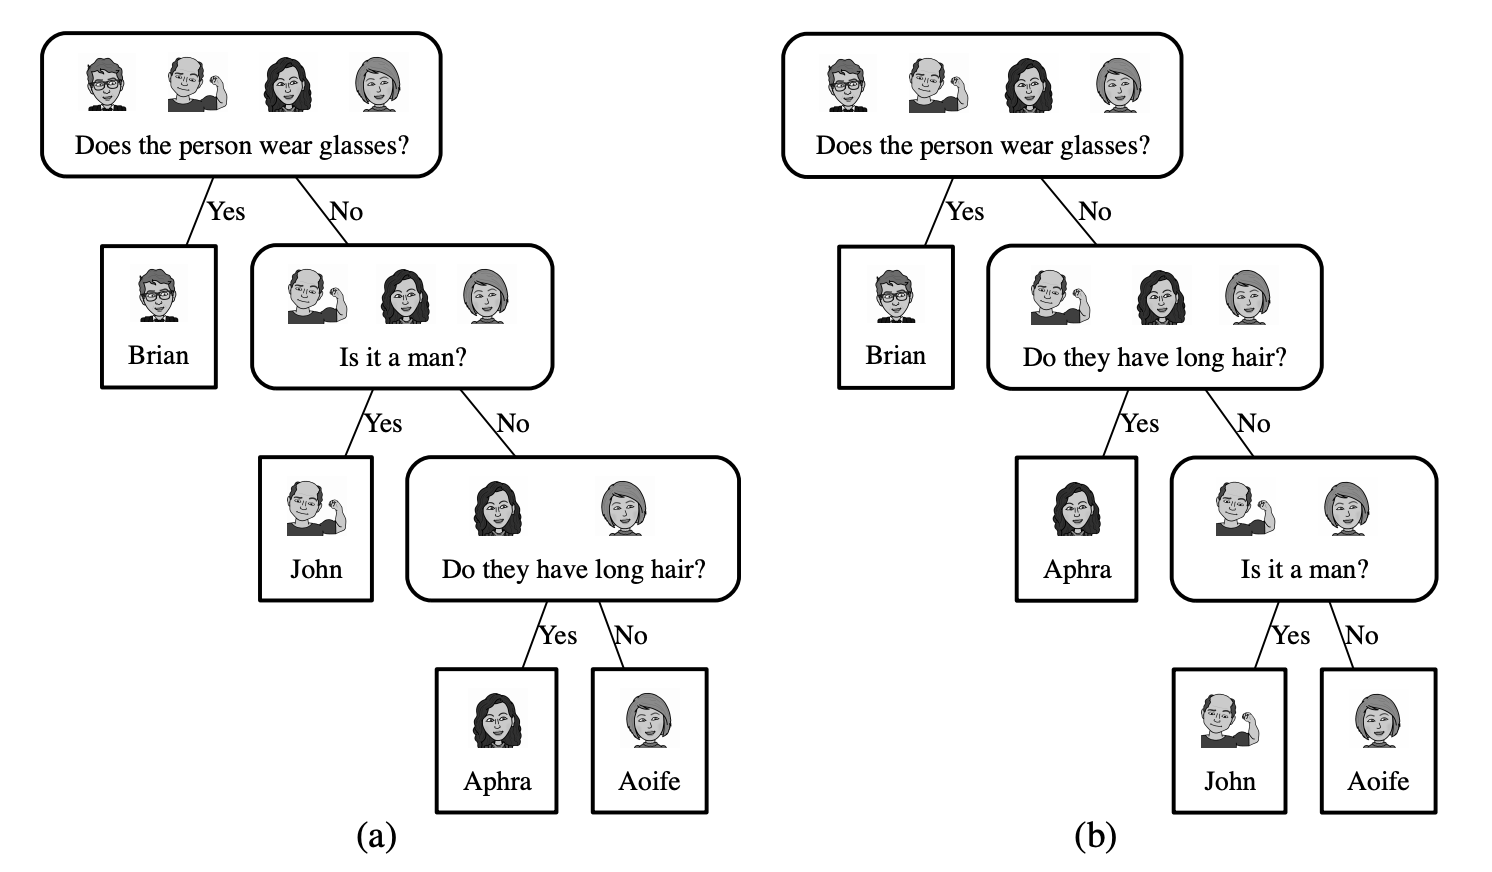 Does the person wear glasses?
Yes
No
Brian
Is it a man?
Yes
No
John
Do they have long hair?
Yes
No
Aphra
Aoife
(a)
Does the person wear glasses?
Yes
No
Brian
Do they have long hair?
Yes
No
Aphra
Is it a man?
Yes
No
John
Aoife
(b)